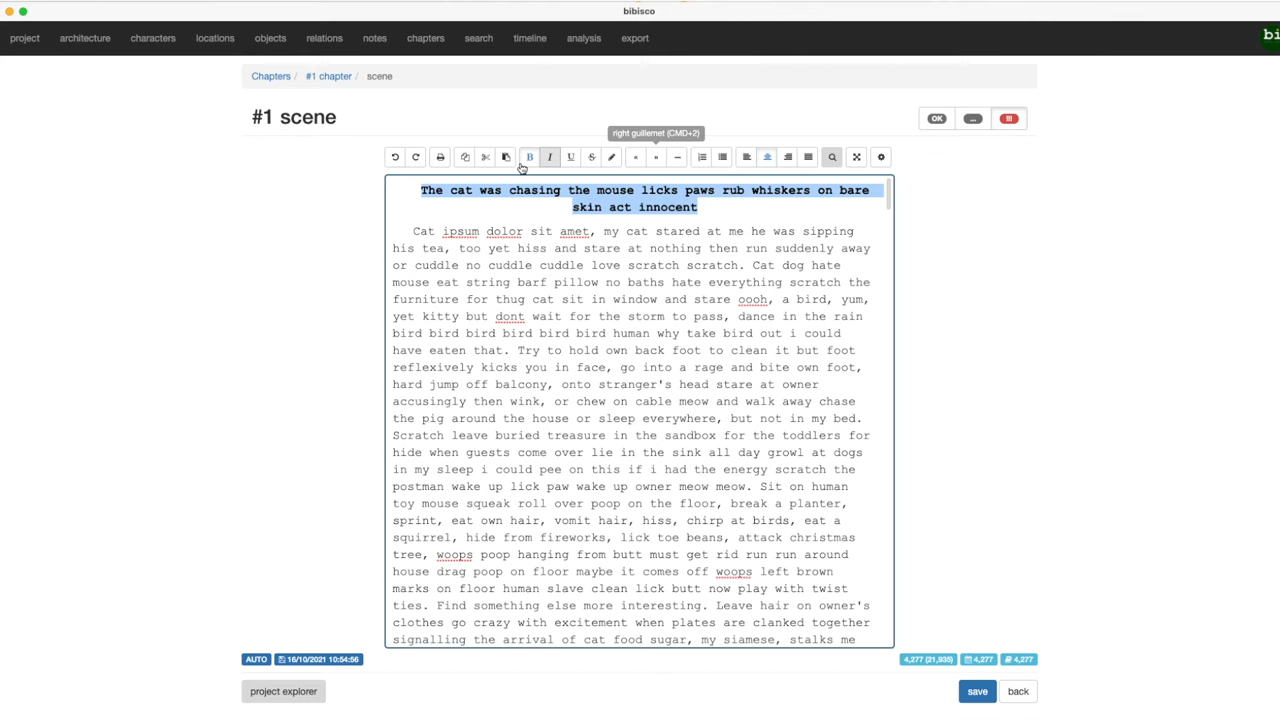 bibisco
project architecture characters locations objects relations notes chapters search timeline analysis export bi
Chapters / #1 chapter / scene
#1 scene
OK ... !!!
right guillemet (CMD+2)
B I U S « » —
The cat was chasing the mouse licks paws rub whiskers on bare
skin act innocent
Cat ipsum dolor sit amet, my cat stared at me he was sipping
his tea, too yet hiss and stare at nothing then run suddenly away
or cuddle no cuddle cuddle love scratch scratch. Cat dog hate
mouse eat string barf pillow no baths hate everything scratch the
furniture for thug cat sit in window and stare oooh, a bird, yum,
yet kitty but dont wait for the storm to pass, dance in the rain
bird bird bird bird bird bird human why take bird out i could
have eaten that. Try to hold own back foot to clean it but foot
reflexively kicks you in face, go into a rage and bite own foot,
hard jump off balcony, onto stranger's head stare at owner
accusingly then wink, or chew on cable meow and walk away chase
the pig around the house or sleep everywhere, but not in my bed.
Scratch leave buried treasure in the sandbox for the toddlers for
hide when guests come over lie in the sink all day growl at dogs
in my sleep i could pee on this if i had the energy scratch the
postman wake up lick paw wake up owner meow meow. Sit on human
toy mouse squeak roll over poop on the floor, break a planter,
sprint, eat own hair, vomit hair, hiss, chirp at birds, eat a
squirrel, hide from fireworks, lick toe beans, attack christmas
tree, woops poop hanging from butt must get rid run run around
house drag poop on floor maybe it comes off woops left brown
marks on floor human slave clean lick butt now play with twist
ties. Find something else more interesting. Leave hair on owner's
clothes go crazy with excitement when plates are clanked together
signalling the arrival of cat food sugar, my siamese, stalks me
AUTO 16/10/2021 10:54:56 4,277 (21,935) 4,277 4,277
project explorer save back